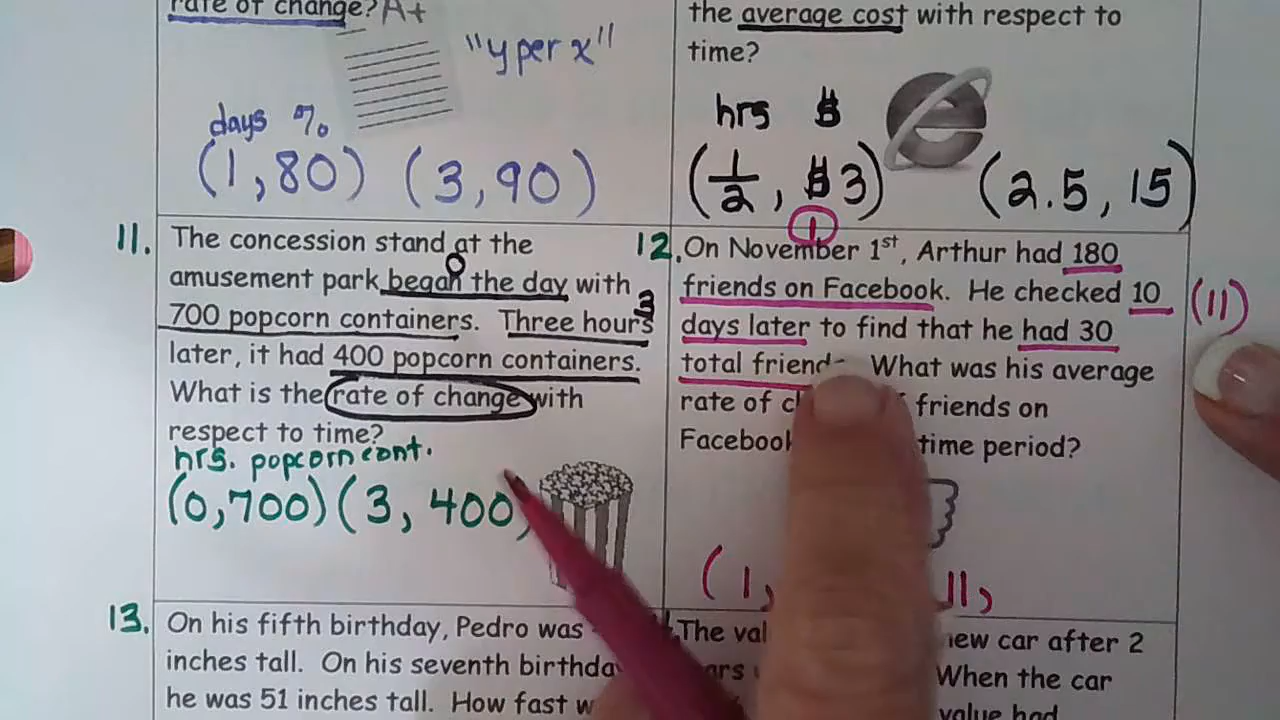 rate of change? A+
"y per x"
days %
(1, 80) (3, 90)
the average cost with respect to
time?
hrs $
(1/2, $3) (2.5, 15)
11. The concession stand at the
0
amusement park began the day with
3
700 popcorn containers. Three hours
later, it had 400 popcorn containers.
What is the rate of change with
respect to time?
hrs. popcorn cont.
(0, 700) (3, 400)
1
12. On November 1st, Arthur had 180
friends on Facebook. He checked 10 (11)
days later to find that he had 30
total friends. What was his average
rate of friends on
Facebook time period?
(1, 11,
13. On his fifth birthday, Pedro was
inches tall. On his seventh birthday
he was 51 inches tall. How fast
The new car after 2
When the car
value had